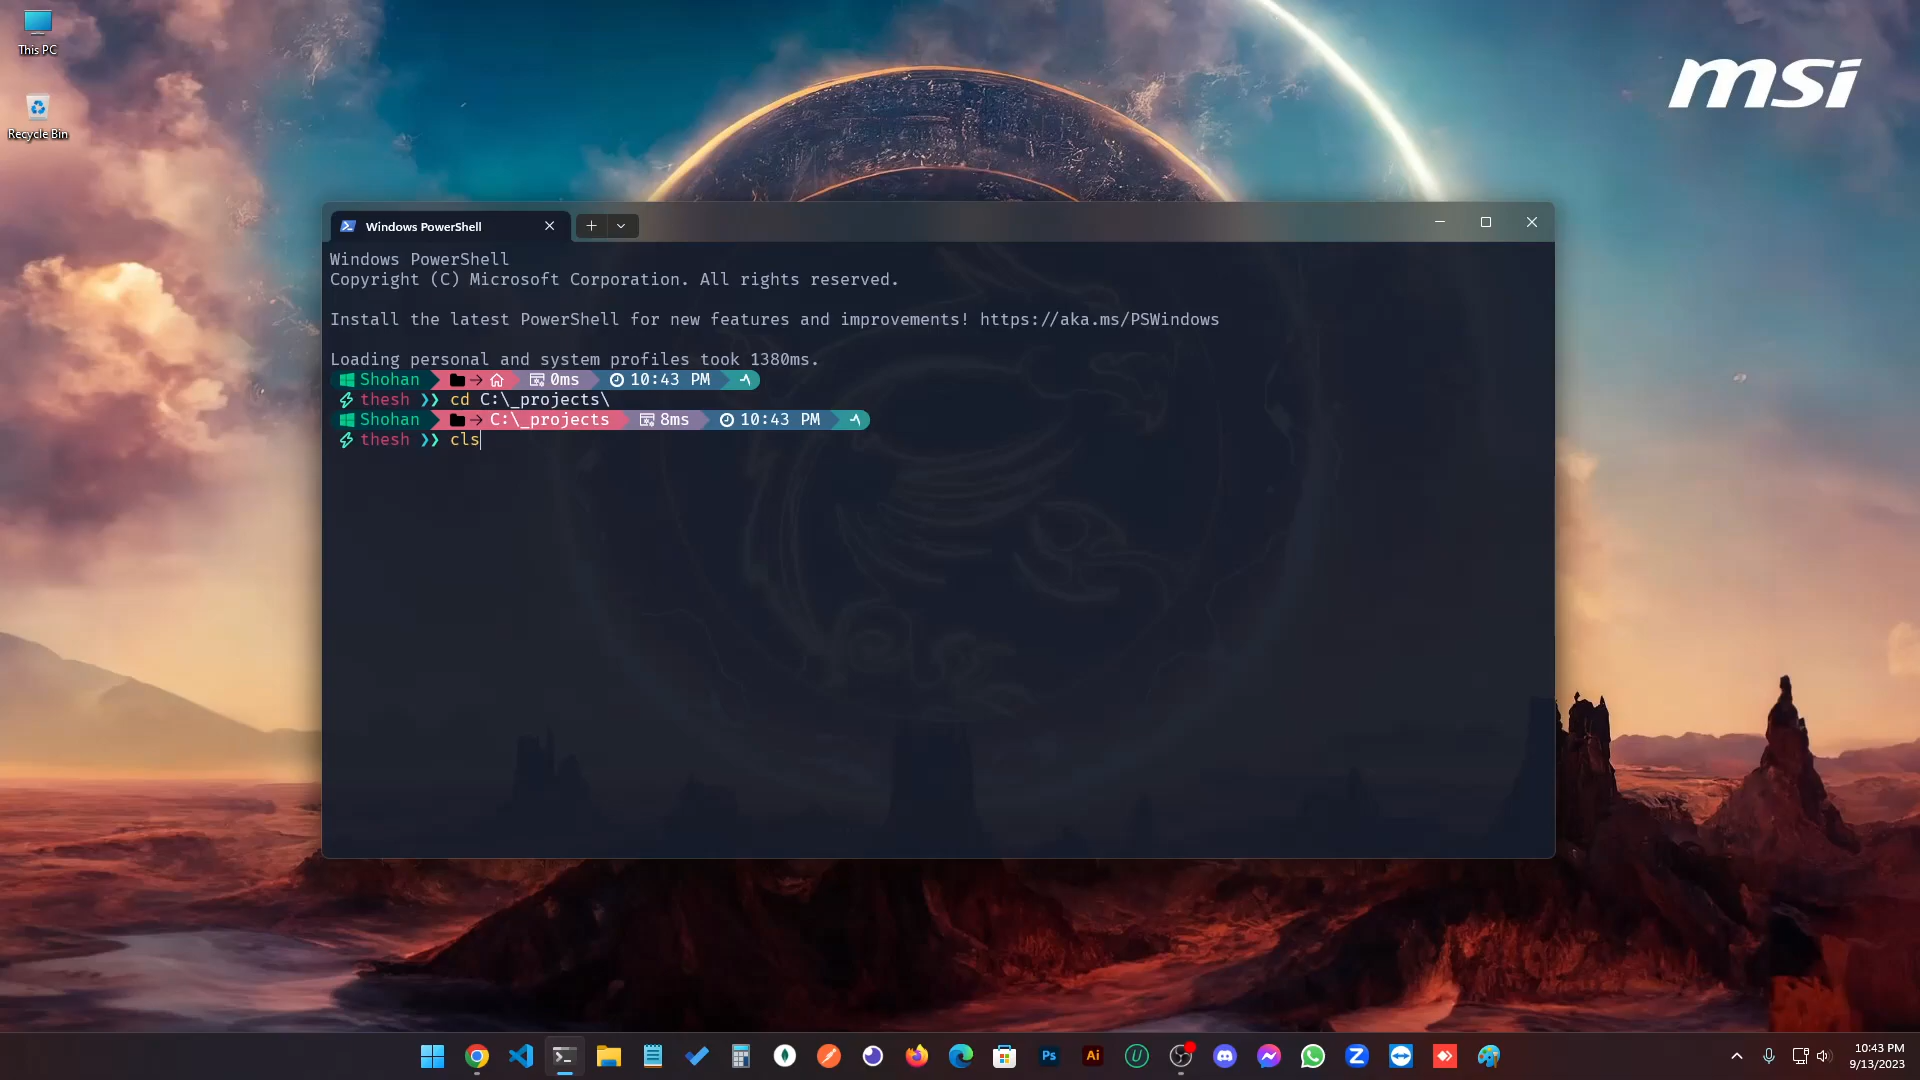 This PC
Recycle Bin
msi
Windows PowerShell
Windows PowerShell
Copyright (C) Microsoft Corporation. All rights reserved.
Install the latest PowerShell for new features and improvements! https://aka.ms/PSWindows
Loading personal and system profiles took 1380ms.
Shohan → 0ms 10:43 PM
thesh ❯❯ cd C:\_projects\
Shohan → C:\_projects 8ms 10:43 PM
thesh ❯❯ cls
Ps Ai U Z
10:43 PM
9/13/2023